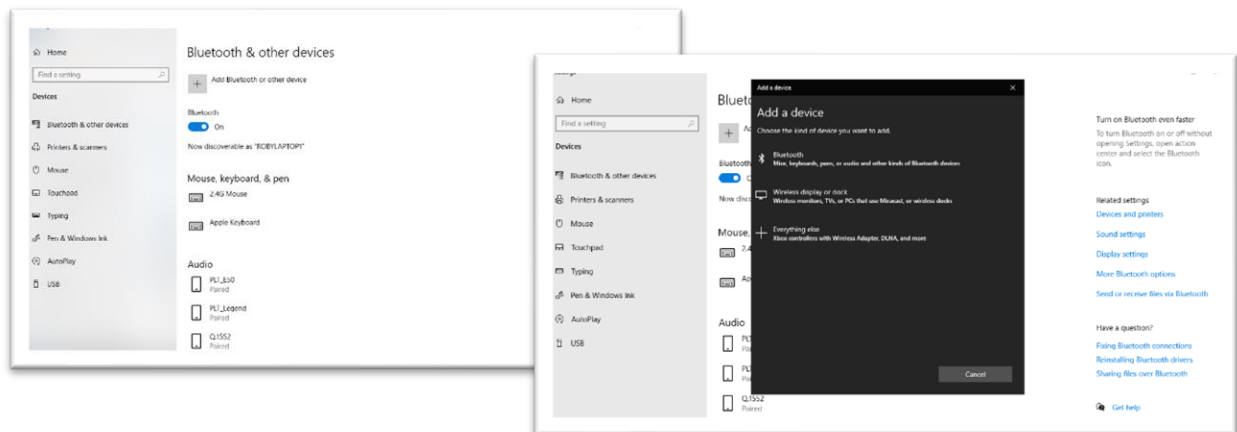 Home
Find a setting
Devices
Bluetooth & other devices
Printers & scanners
Mouse
Touchpad
Typing
Pen & Windows Ink
AutoPlay
USB
Bluetooth & other devices
Add Bluetooth or other device
Bluetooth
On
Now discoverable as "ROBYLAPTOP1"
Mouse, keyboard, & pen
2.4G Mouse
Apple Keyboard
Audio
PLT_E50
Paired
PLT_Legend
Paired
Q.1552
Paired
Home
Find a setting
Devices
Bluetooth & other devices
Printers & scanners
Mouse
Touchpad
Typing
Pen & Windows Ink
AutoPlay
USB
Bluetooth
Now disc
Mouse,
2.4
Audio
Q.1552
Paired
Add a device
Add a device
Choose the kind of device you want to add.
Bluetooth
Mice, keyboards, pens, or audio and other kinds of Bluetooth devices
Wireless display or dock
Wireless monitors, TVs, or PCs that use Miracast, or wireless docks
Everything else
Xbox controllers with Wireless Adapter, DLNA, and more
Cancel
Turn on Bluetooth even faster
To turn Bluetooth on or off without
opening Settings, open action
center and select the Bluetooth
icon.
Related settings
Devices and printers
Sound settings
Display settings
More Bluetooth options
Send or receive files via Bluetooth
Have a question?
Fixing Bluetooth connections
Reinstalling Bluetooth drivers
Sharing files over Bluetooth
Get help